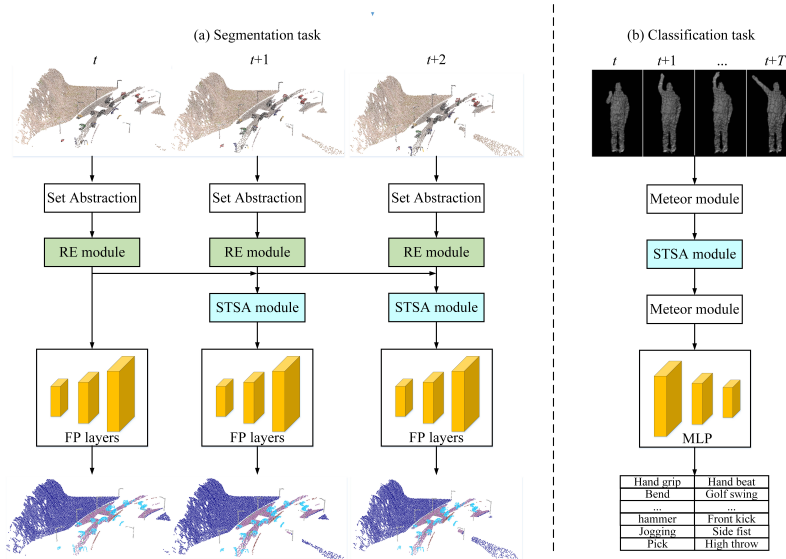 (a) Segmentation task
(b) Classification task
t
t+1
t+2
t
t+1
...
t+T
Set Abstraction
Set Abstraction
Set Abstraction
Meteor module
RE module
RE module
RE module
STSA module
STSA module
STSA module
Meteor module
FP layers
FP layers
FP layers
MLP
Hand grip
Hand beat
Bend
Golf swing
...
...
hammer
Front kick
Jogging
Side fist
Pick
High throw